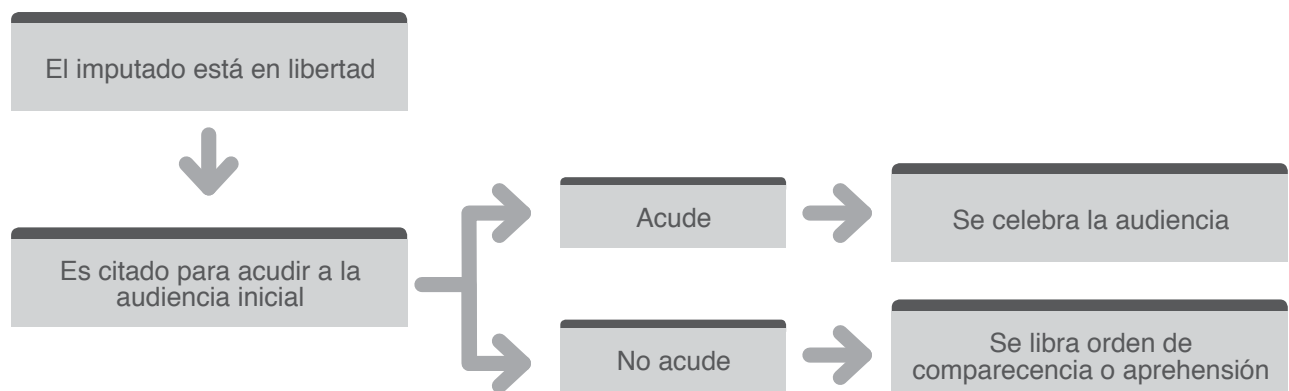 El imputado está en libertad
Es citado para acudir a la
audiencia inicial
Acude
Se celebra la audiencia
No acude
Se libra orden de
comparecencia o aprehensión